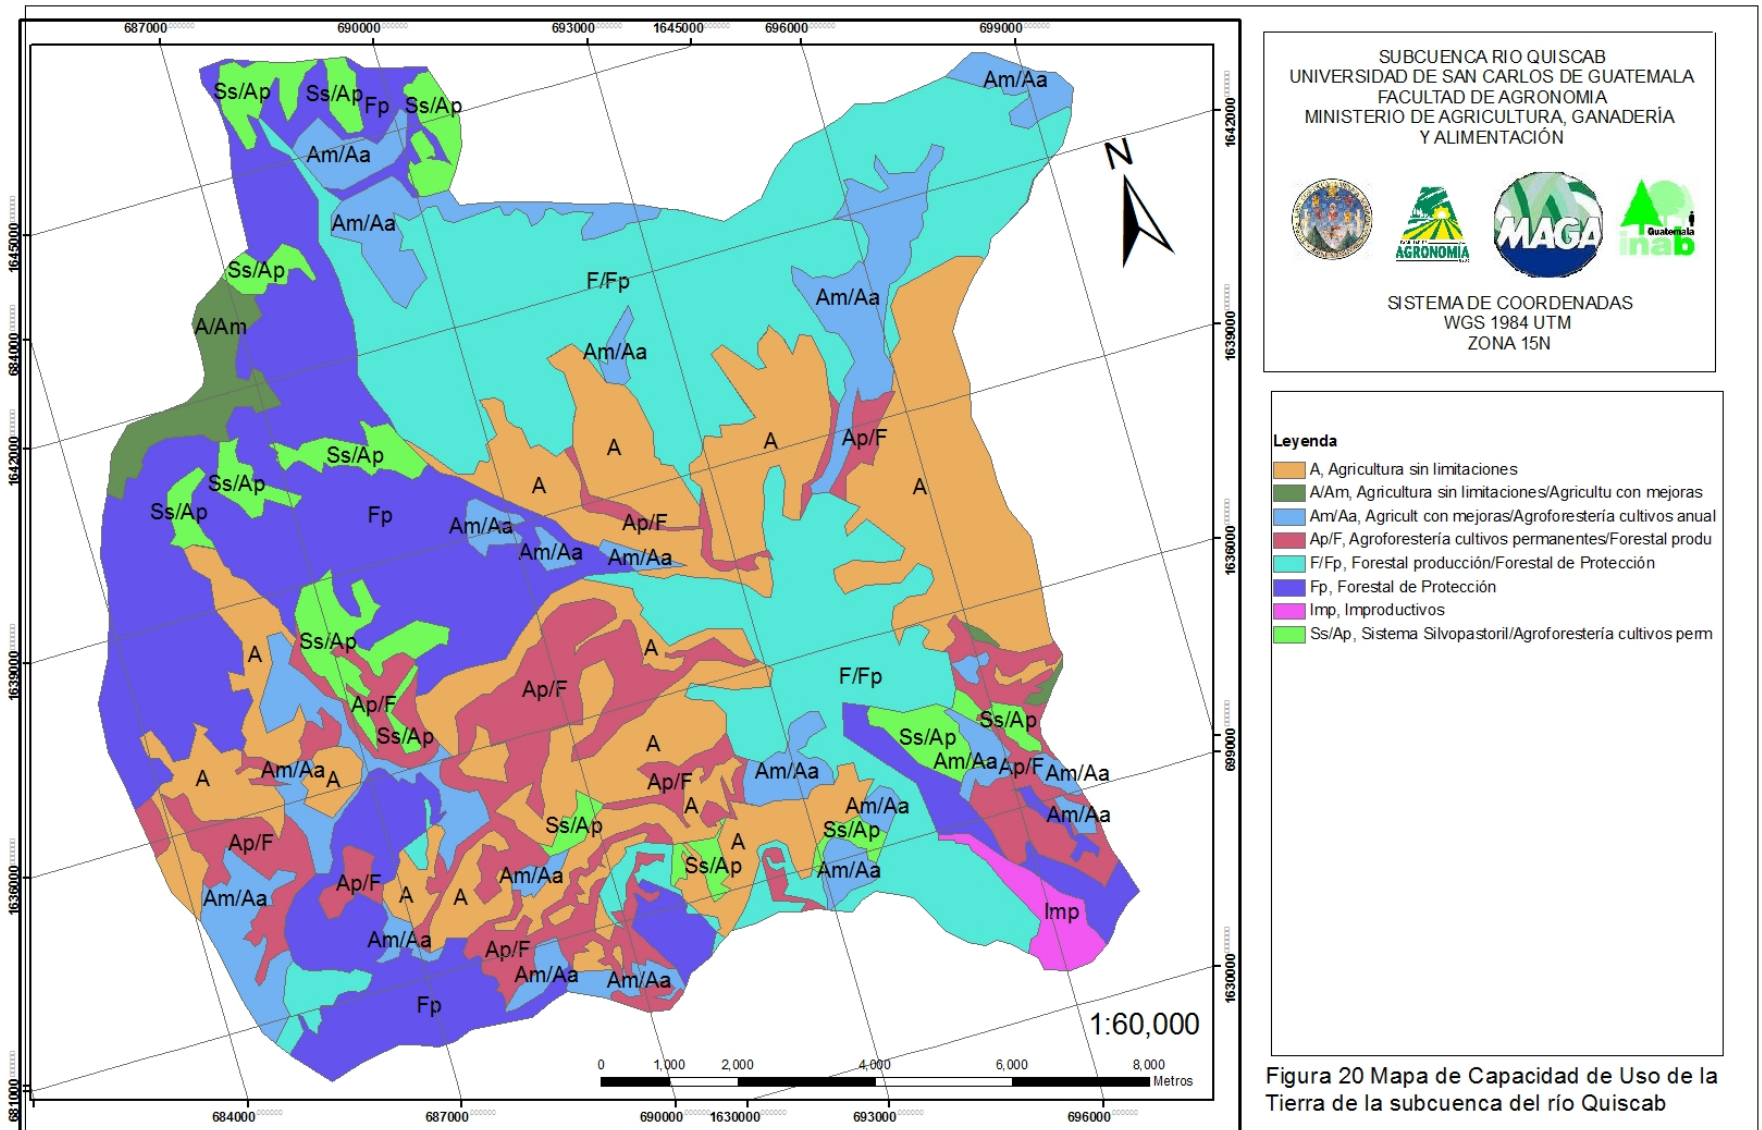 687000
690000
693000
1645000
696000
699000
SUBCUENCA RIO QUISCAB
UNIVERSIDAD DE SAN CARLOS DE GUATEMALA
FACULTAD DE AGRONOMIA
MINISTERIO DE AGRICULTURA, GANADERÍA
Y ALIMENTACIÓN
AGRONOMIA
MAGA
Guatemala
inab
SISTEMA DE COORDENADAS
WGS 1984 UTM
ZONA 15N
Leyenda
A, Agricultura sin limitaciones
A/Am, Agricultura sin limitaciones/Agricultu con mejoras
Am/Aa, Agricult con mejoras/Agroforestería cultivos anual
Ap/F, Agroforestería cultivos permanentes/Forestal produ
F/Fp, Forestal producción/Forestal de Protección
Fp, Forestal de Protección
Imp, Improductivos
Ss/Ap, Sistema Silvopastoril/Agroforestería cultivos perm
Figura 20 Mapa de Capacidad de Uso de la
Tierra de la subcuenca del río Quiscab
N
Am/Aa
Ss/Ap
Ss/Ap
Fp
Ss/Ap
Am/Aa
Am/Aa
Ss/Ap
F/Fp
Am/Aa
A/Am
Am/Aa
A
A
Ap/F
Ss/Ap
Ss/Ap
A
A
Ss/Ap
Fp
Am/Aa
Ap/F
Am/Aa
Am/Aa
Ss/Ap
A
A
F/Fp
Ap/F
Ap/F
Ss/Ap
Ss/Ap
Ss/Ap
A
Am/Aa
Ap/F
Am/Aa
A
Am/Aa
A
Am/Aa
Ap/F
A
Am/Aa
Am/Aa
Ss/Ap
Ss/Ap
A
Ap/F
Ss/Ap
Am/Aa
Am/Aa
Ap/F
A
A
Am/Aa
Imp
Am/Aa
Ap/F
Am/Aa
Am/Aa
Fp
1:60,000
0
1,000
2,000
4,000
6,000
8,000
Metros
1645000
684000
1642000
1639000
1636000
681000
1642000
1639000
1636000
699000
1630000
684000
687000
690000
1630000
693000
696000